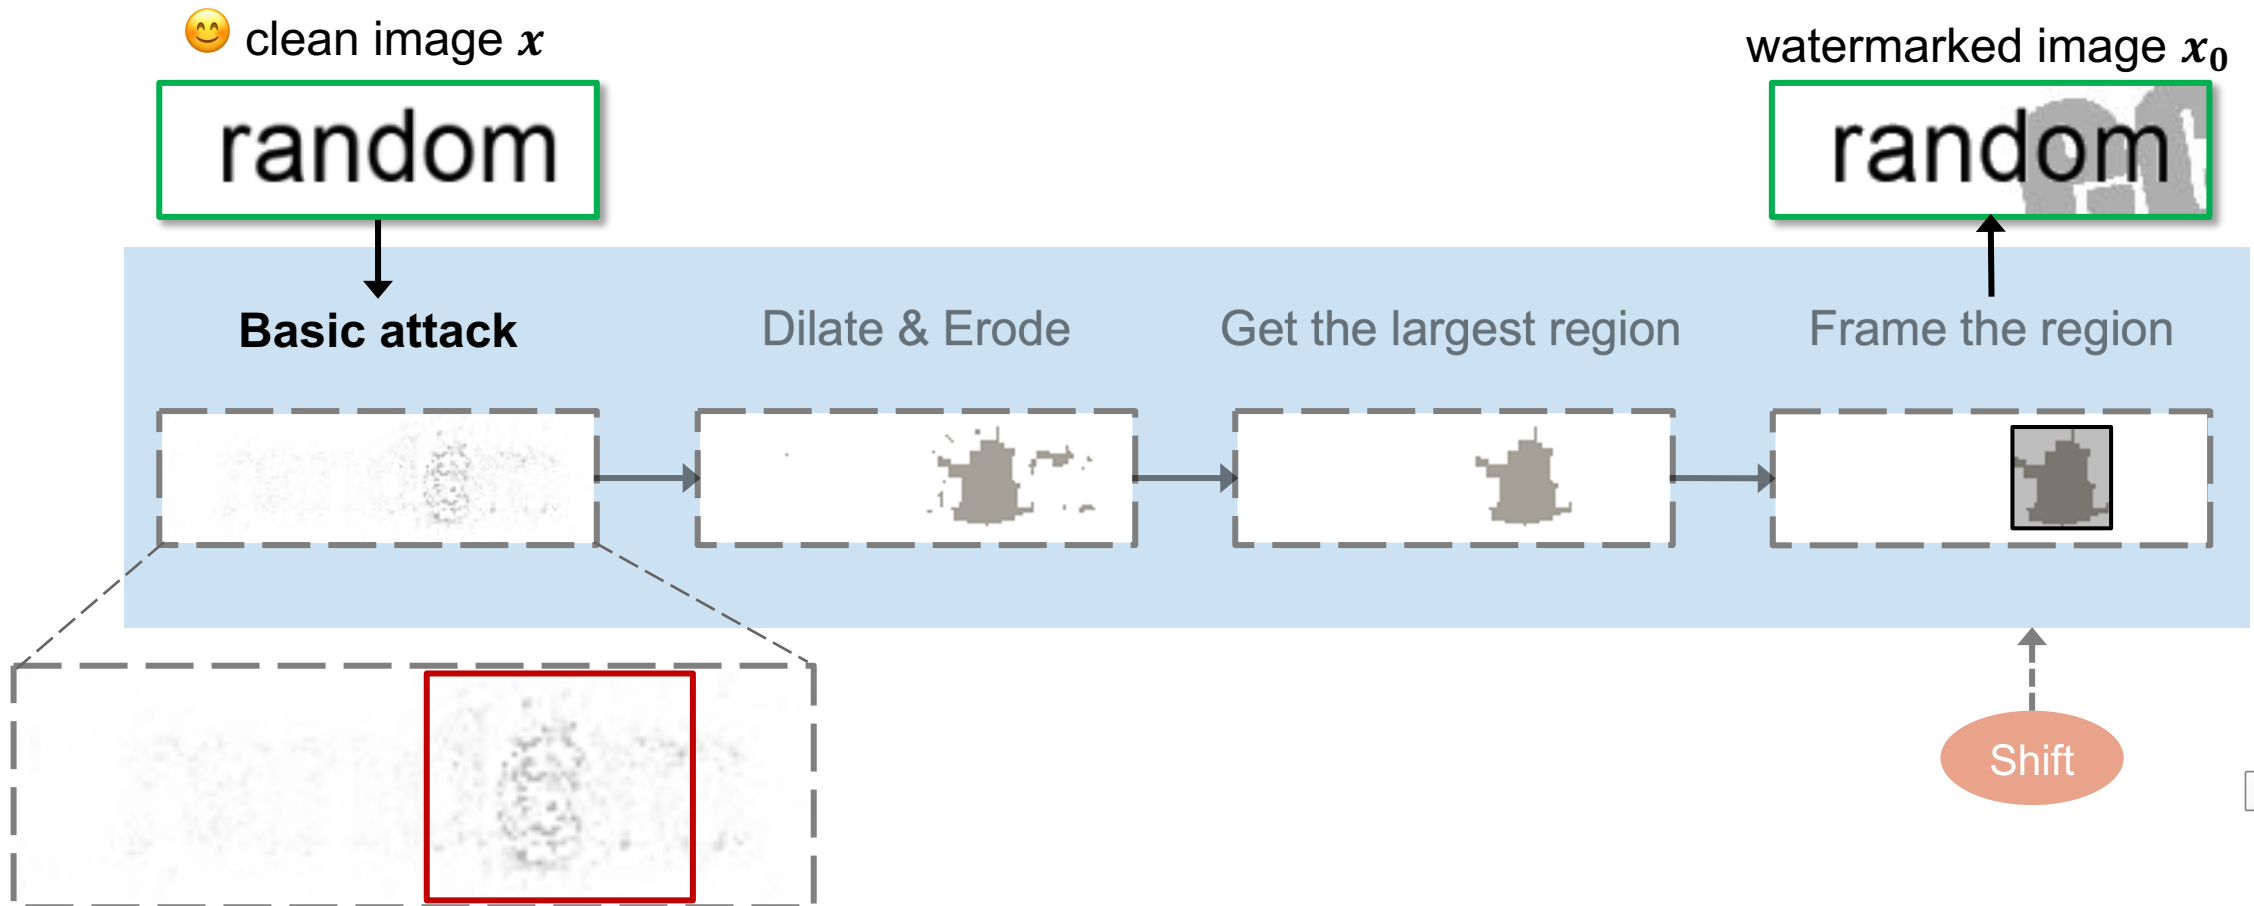 clean image x
watermarked image x₀
random
random
Basic attack
Dilate & Erode
Get the largest region
Frame the region
Shift